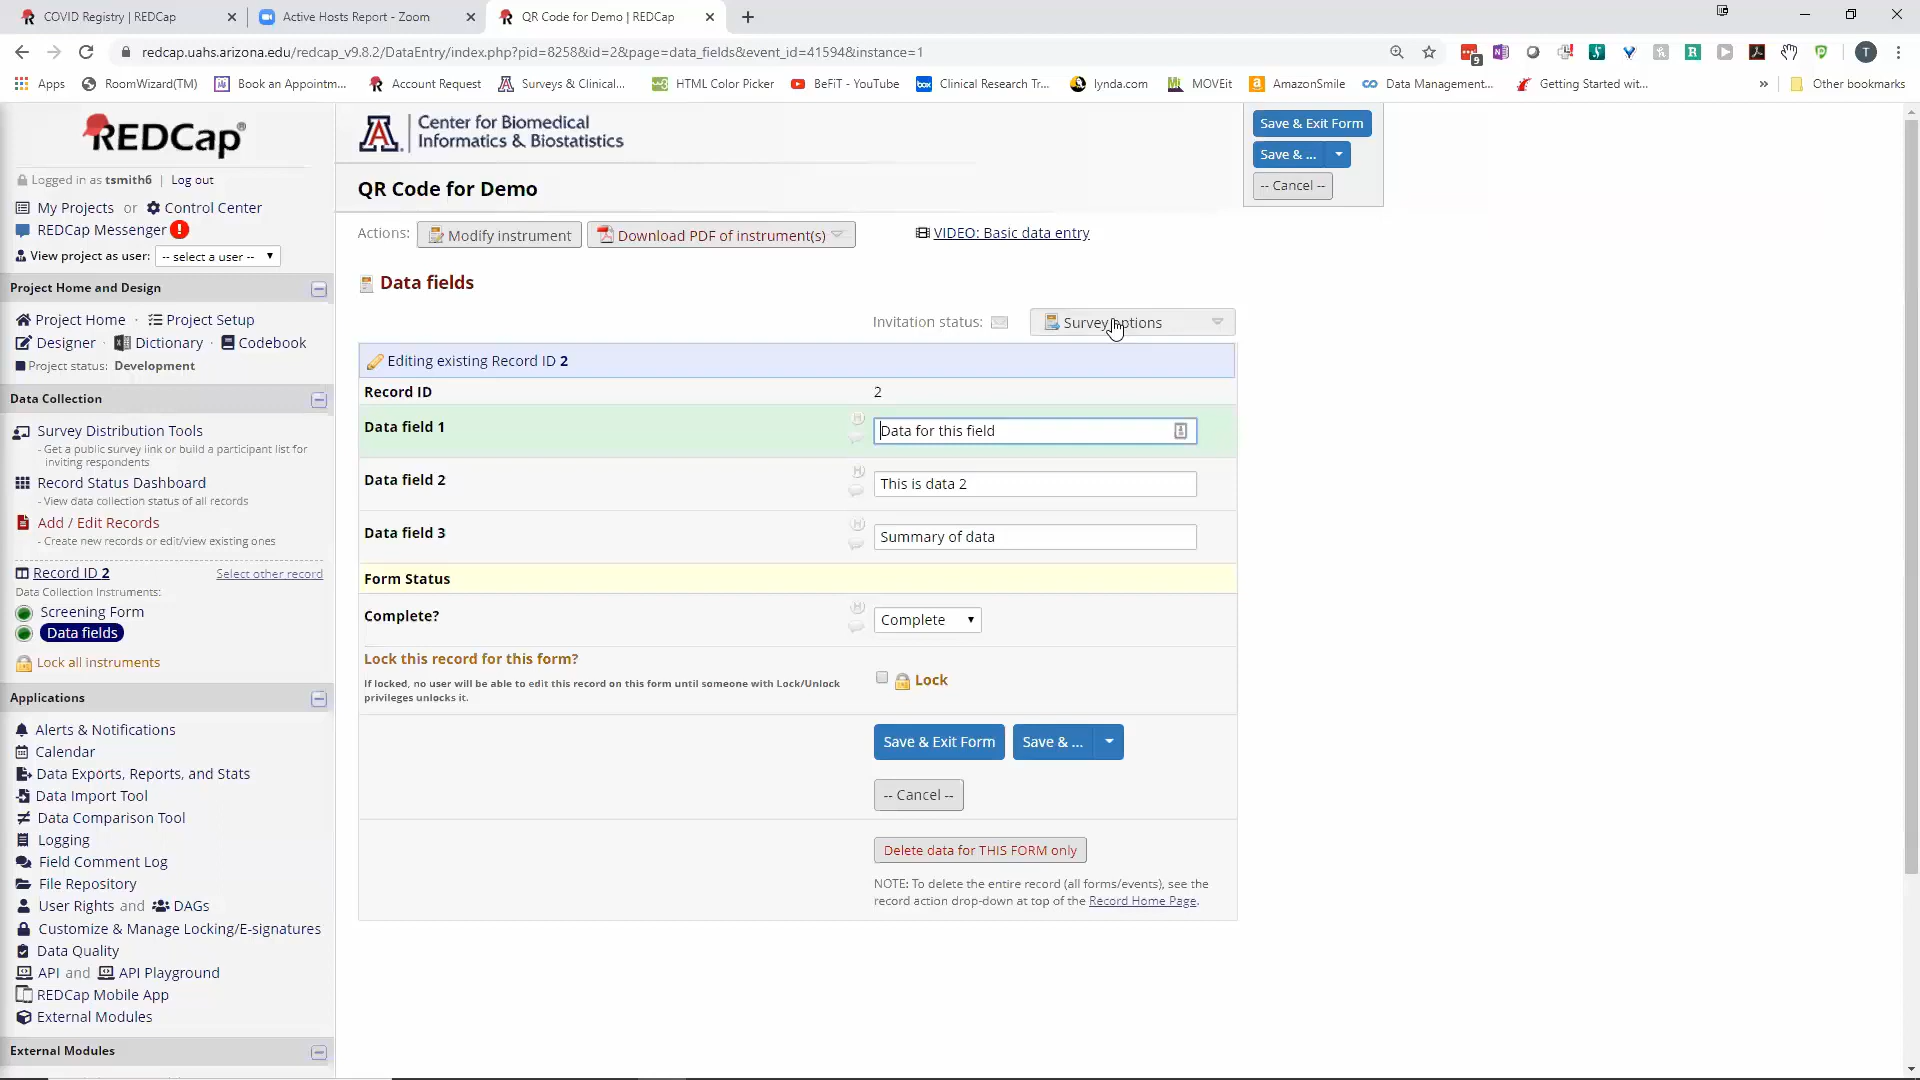 COVID Registry | REDCap
Active Hosts Report - Zoom
QR Code for Demo | REDCap
redcap.uahs.arizona.edu/redcap_v9.8.2/DataEntry/index.php?pid=8258&id=2&page=data_fields&event_id=41594&instance=1
9
T
Apps
RoomWizard(TM)
Book an Appointm...
Account Request
Surveys & Clinical...
HTML Color Picker
BeFiT - YouTube
Clinical Research Tr...
lynda.com
MOVEit
AmazonSmile
Data Management...
Getting Started wit...
»
Other bookmarks
REDCap®
Logged in as tsmith6 | Log out
My Projects or Control Center
REDCap Messenger !
View project as user: -- select a user --
Project Home and Design
Project Home · Project Setup
Designer · Dictionary · Codebook
Project status: Development
Data Collection
Survey Distribution Tools
- Get a public survey link or build a participant list for
inviting respondents
Record Status Dashboard
- View data collection status of all records
Add / Edit Records
- Create new records or edit/view existing ones
Record ID 2
Select other record
Data Collection Instruments:
Screening Form
Data fields
Lock all instruments
Applications
Alerts & Notifications
Calendar
Data Exports, Reports, and Stats
Data Import Tool
Data Comparison Tool
Logging
Field Comment Log
File Repository
User Rights and DAGs
Customize & Manage Locking/E-signatures
Data Quality
API and API Playground
REDCap Mobile App
External Modules
External Modules
A
Center for Biomedical
Informatics & Biostatistics
QR Code for Demo
Actions: Modify instrument
Download PDF of instrument(s)
VIDEO: Basic data entry
Data fields
Invitation status:
Survey options
Editing existing Record ID 2
Record ID
2
Data field 1
H
Data for this field
Data field 2
H
This is data 2
Data field 3
H
Summary of data
Form Status
Complete?
H
Complete
Lock this record for this form?
If locked, no user will be able to edit this record on this form until someone with Lock/Unlock
privileges unlocks it.
Lock
Save & Exit Form
Save & ...
-- Cancel --
Delete data for THIS FORM only
NOTE: To delete the entire record (all forms/events), see the
record action drop-down at top of the Record Home Page.
Save & Exit Form
Save & ...
-- Cancel --